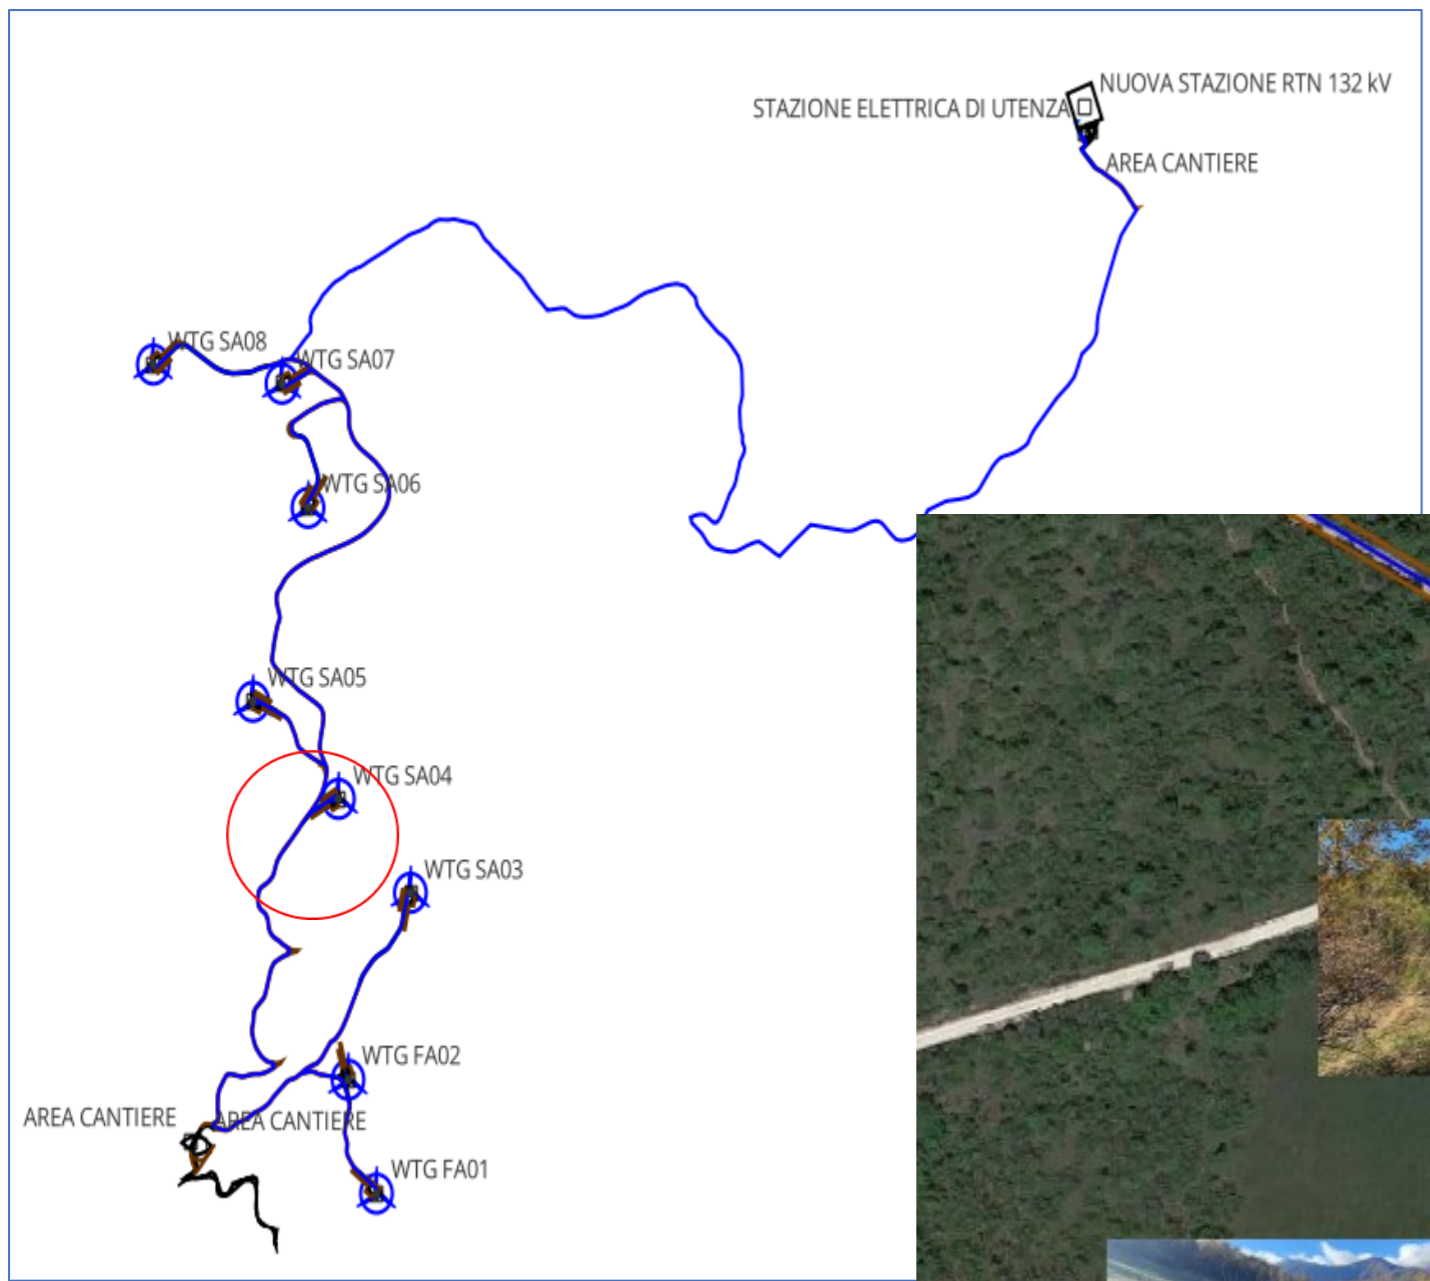 NUOVA STAZIONE RTN 132 kV
STAZIONE ELETTRICA DI UTENZA
AREA CANTIERE
WTG SA08
WTG SA07
WTG SA06
WTG SA05
WTG SA04
WTG SA03
WTG FA02
AREA CANTIERE
AREA CANTIERE
WTG FA01